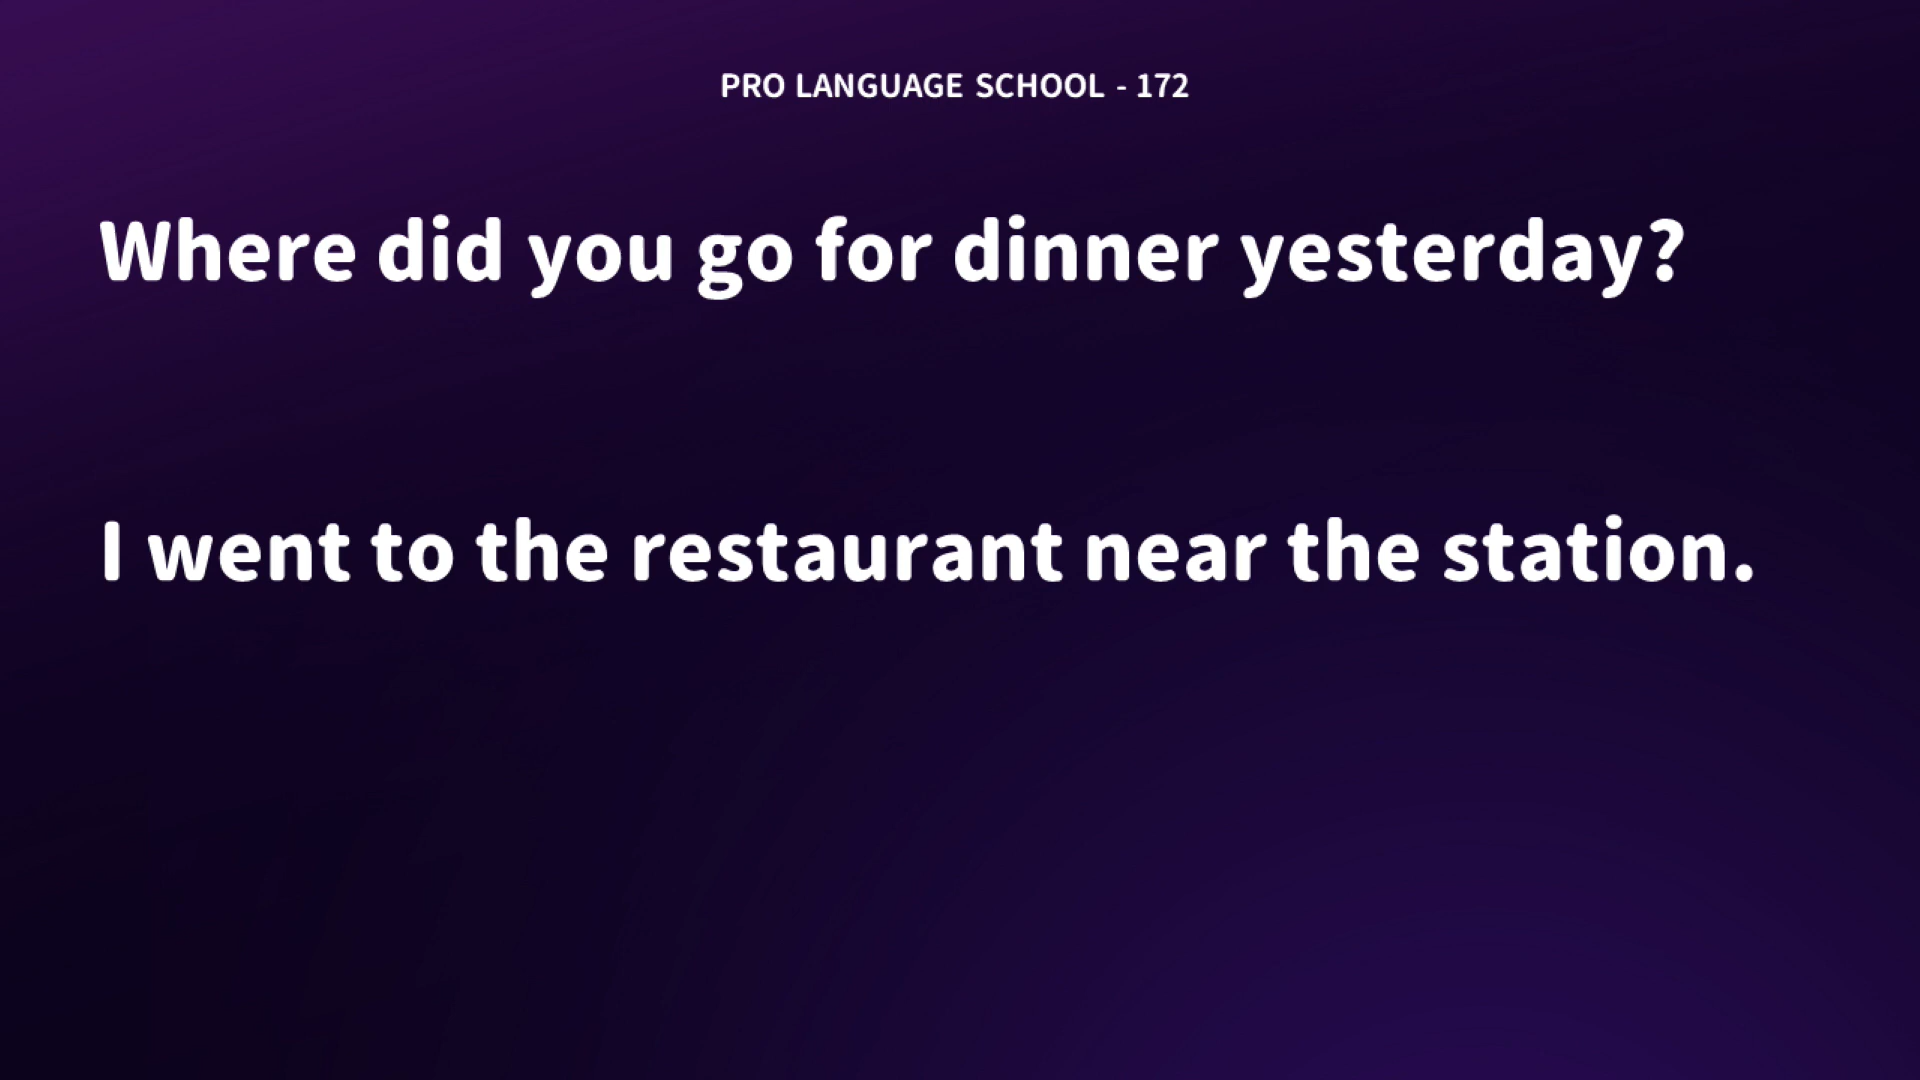 PRO LANGUAGE SCHOOL - 172
Where did you go for dinner yesterday?
I went to the restaurant near the station.